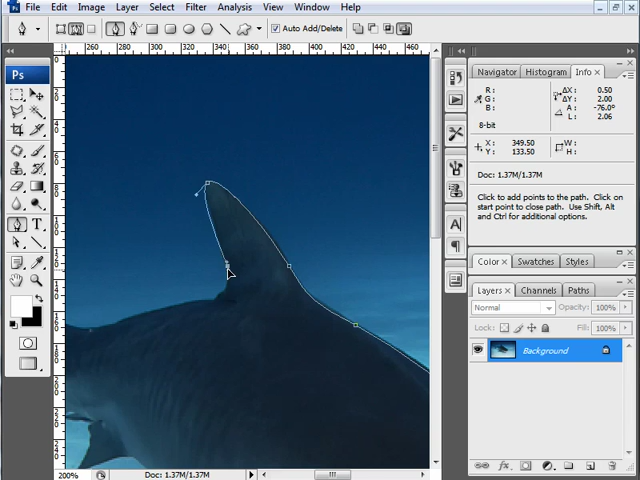 File Edit Image Layer Select Filter Analysis View Window Help
Auto Add/Delete
260 280 300 320 340 360 380 400 420 440 460
Ps
Navigator Histogram Info ×
R: ΔX: 0.50
G: ΔY: 2.00
B: A: -76.0°
L: 2.06
8-bit
X: 349.50 W:
Y: 133.50 H:
Doc: 1.37M/1.37M
Click to add points to the path. Click on
start point to close path. Use Shift, Alt
and Ctrl for additional options.
Color × Swatches Styles
Layers × Channels Paths
Normal Opacity: 100%
Lock: Fill: 100%
Background
200% Doc: 1.37M/1.37M